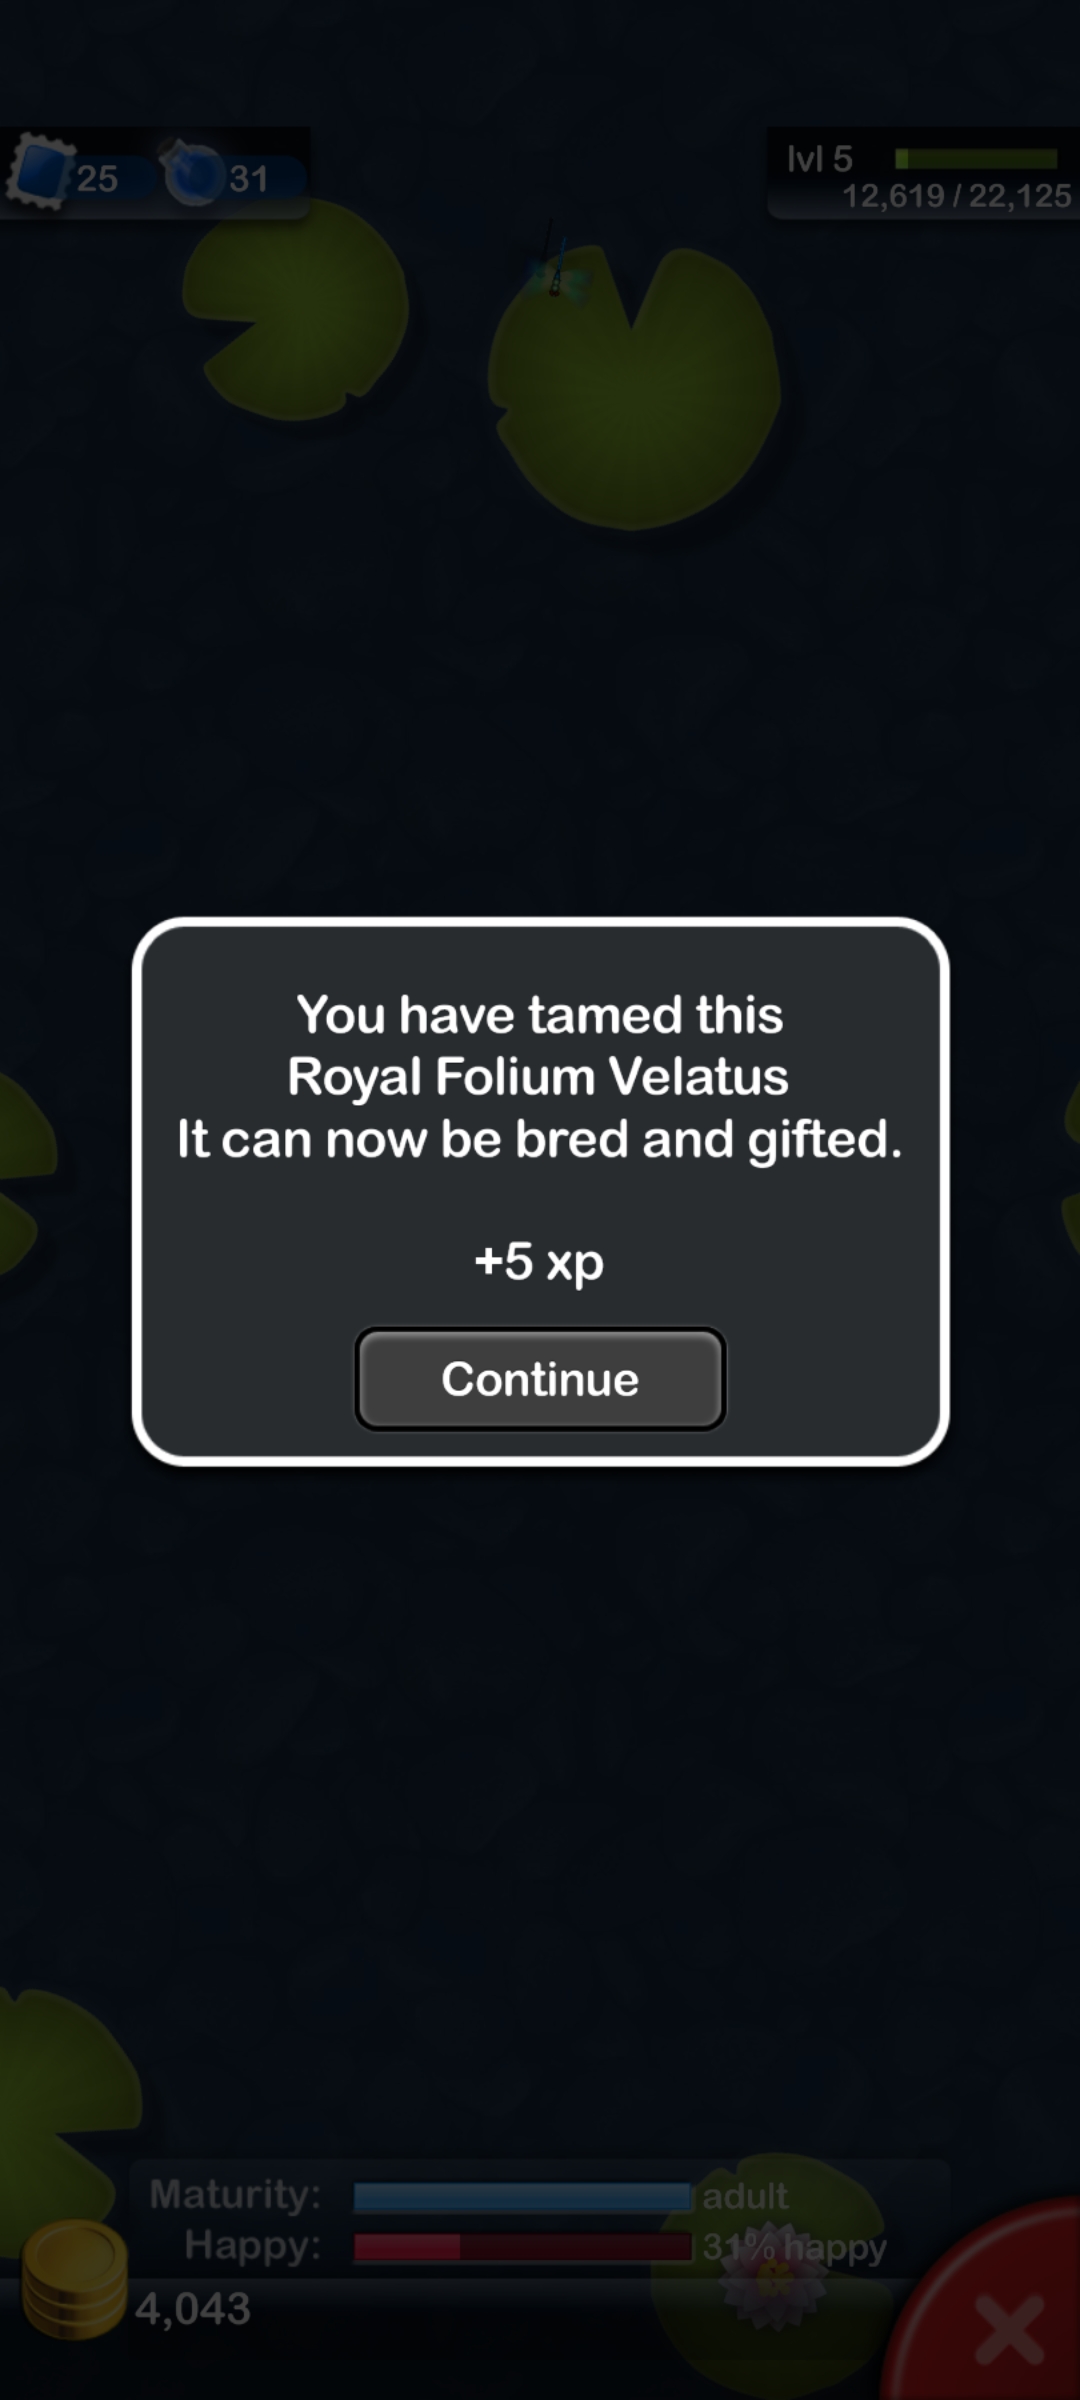 25
31
lvl 5
12,619 / 22,125
You have tamed this
Royal Folium Velatus
It can now be bred and gifted.
+5 xp
Continue
Maturity: adult
Happy: 31% happy
4,043